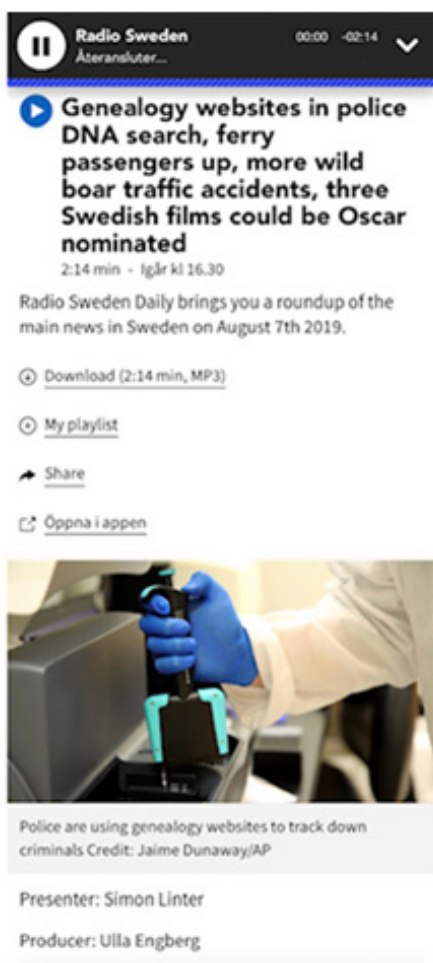 Radio Sweden 00:00 -02:14
Återansluter...
Genealogy websites in police
DNA search, ferry
passengers up, more wild
boar traffic accidents, three
Swedish films could be Oscar
nominated
2:14 min - Igår kl 16.30
Radio Sweden Daily brings you a roundup of the
main news in Sweden on August 7th 2019.
Download (2:14 min, MP3)
My playlist
Share
Öppna i appen
Police are using genealogy websites to track down
criminals Credit: Jaime Dunaway/AP
Presenter: Simon Linter
Producer: Ulla Engberg